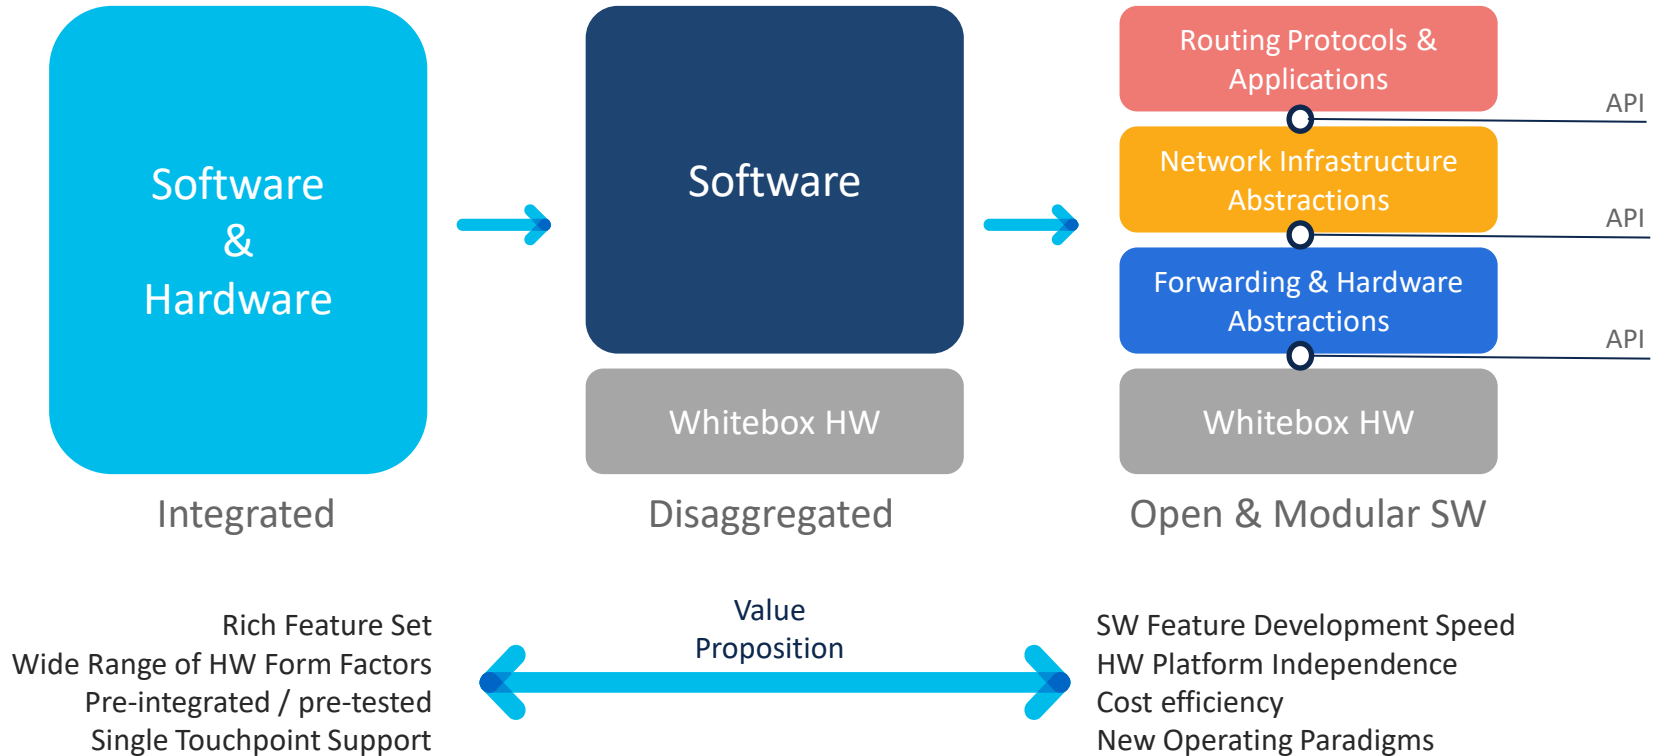 Software
&
Hardware
Integrated
Software
Whitebox HW
Disaggregated
Routing Protocols &
Applications
API
Network Infrastructure
Abstractions
API
Forwarding & Hardware
Abstractions
API
Whitebox HW
Open & Modular SW
Rich Feature Set
Wide Range of HW Form Factors
Pre-integrated / pre-tested
Single Touchpoint Support
Value
Proposition
SW Feature Development Speed
HW Platform Independence
Cost efficiency
New Operating Paradigms